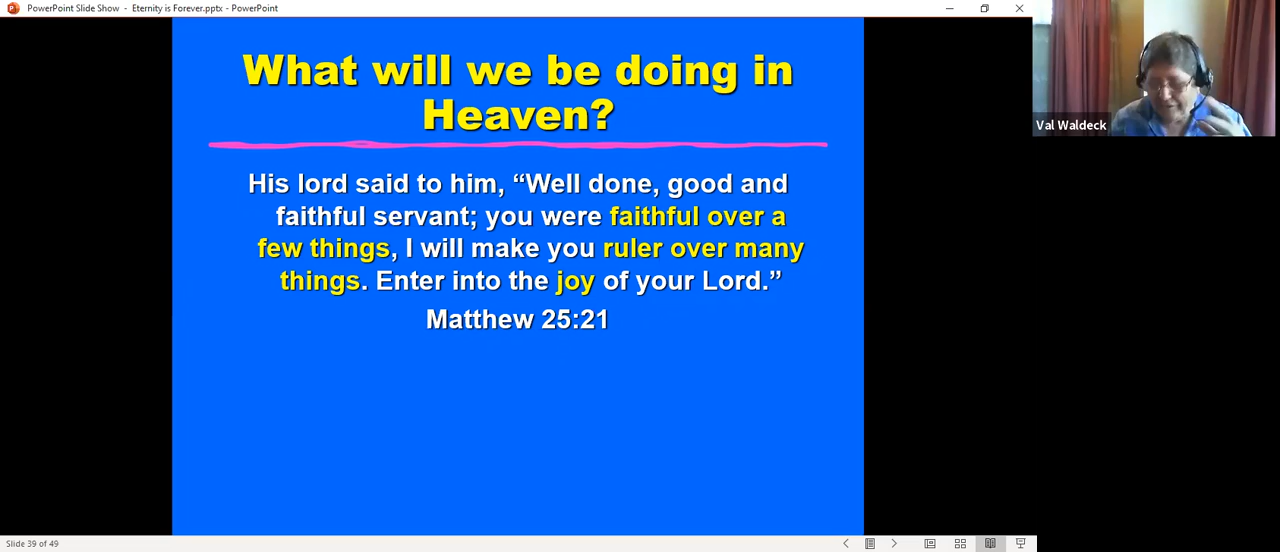 PowerPoint Slide Show - Eternity is Forever.pptx - PowerPoint
What will we be doing in
Heaven?
His lord said to him, “Well done, good and
faithful servant; you were faithful over a
few things, I will make you ruler over many
things. Enter into the joy of your Lord.”
Matthew 25:21
Val Waldeck
Slide 39 of 49